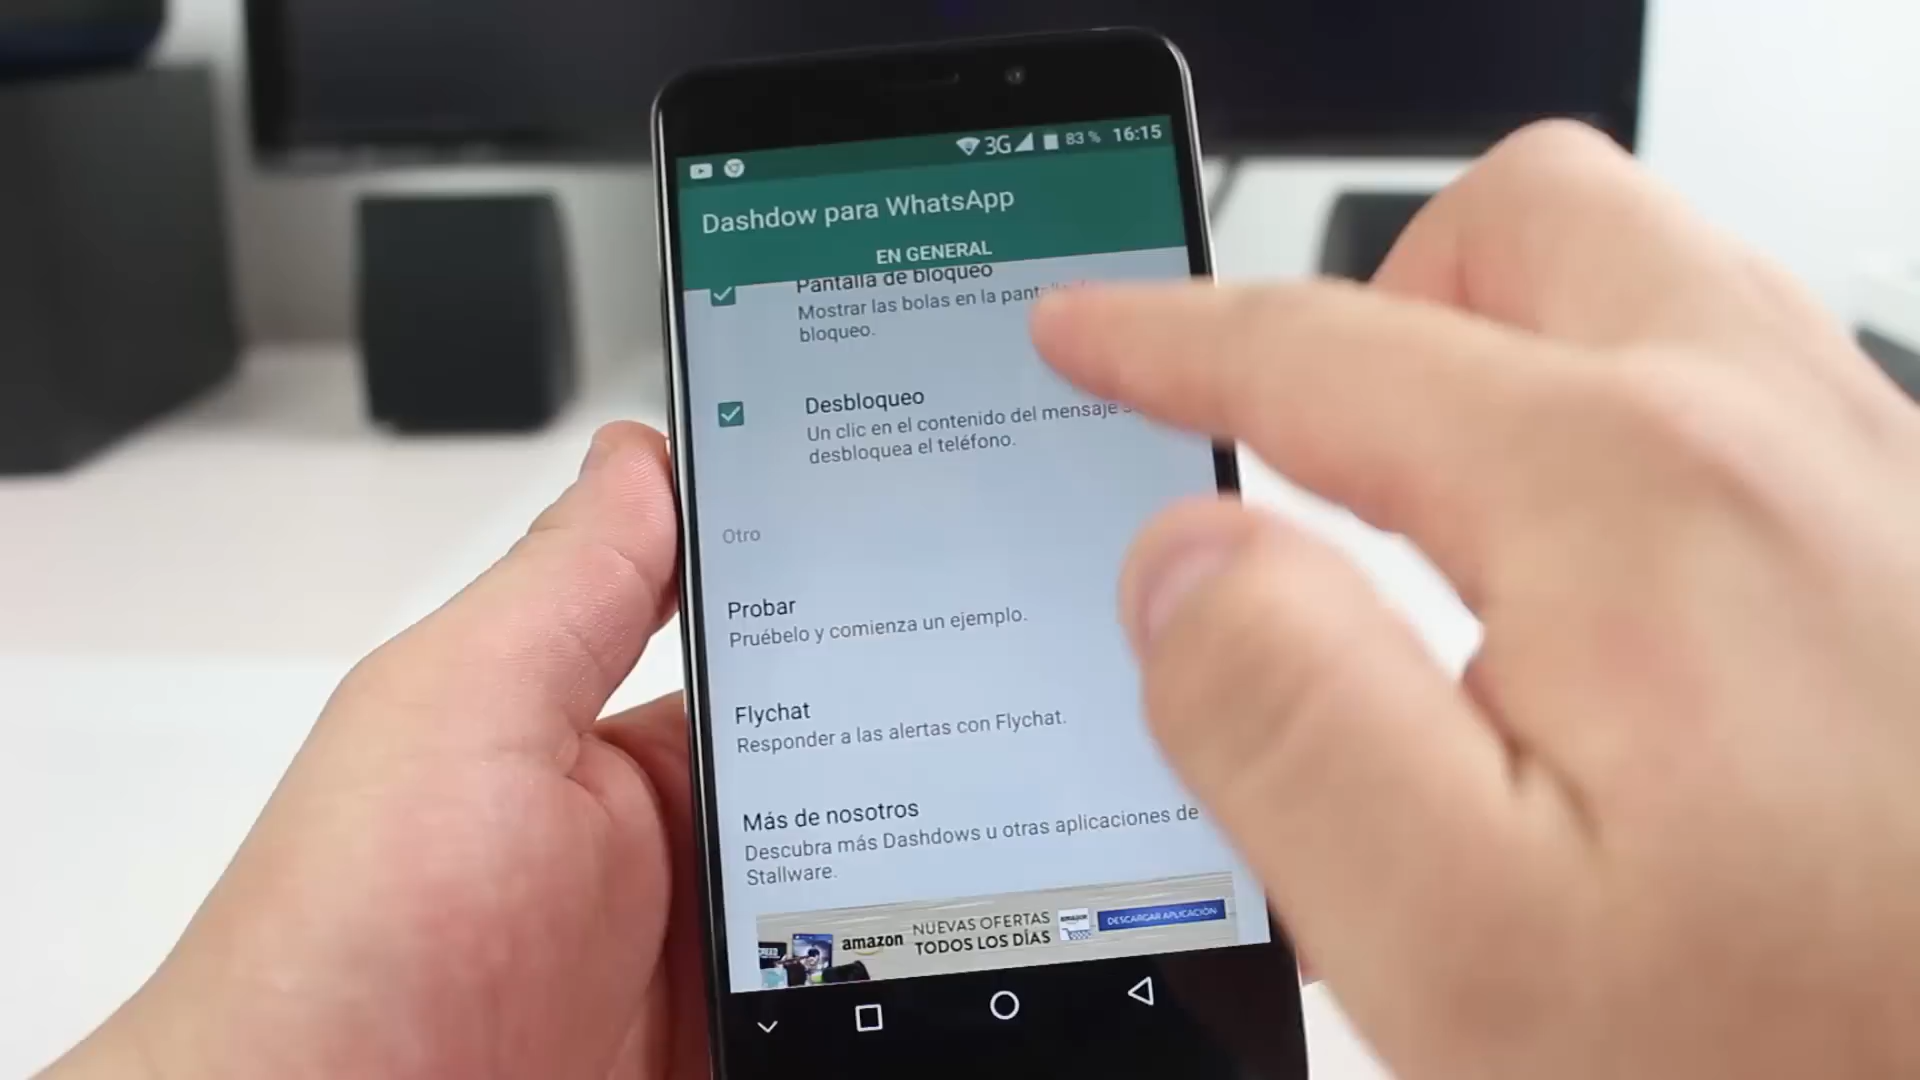 3G 83 % 16:15
Dashdow para WhatsApp
EN GENERAL
Pantalla de bloqueo
Mostrar las bolas en la
bloqueo.
Desbloqueo
Un clic en el contenido del mensaje
desbloquea el teléfono.
Otro
Probar
Pruébelo y comienza un ejemplo.
Flychat
Responder a las alertas con Flychat.
Más de nosotros
Descubra más Dashdows u otras aplicaciones de
Stallware.
amazon
NUEVAS OFERTAS
TODOS LOS DÍAS
amazon
DESCARGAR APLICACIÓN